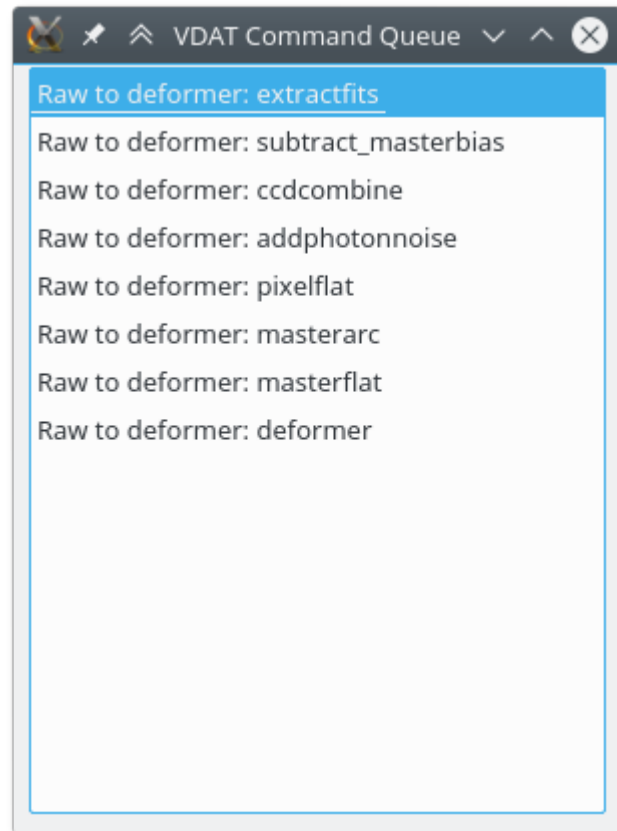 VDAT Command Queue
Raw to deformer: extractfits
Raw to deformer: subtract_masterbias
Raw to deformer: ccdcombine
Raw to deformer: addphotonnoise
Raw to deformer: pixelflat
Raw to deformer: masterarc
Raw to deformer: masterflat
Raw to deformer: deformer